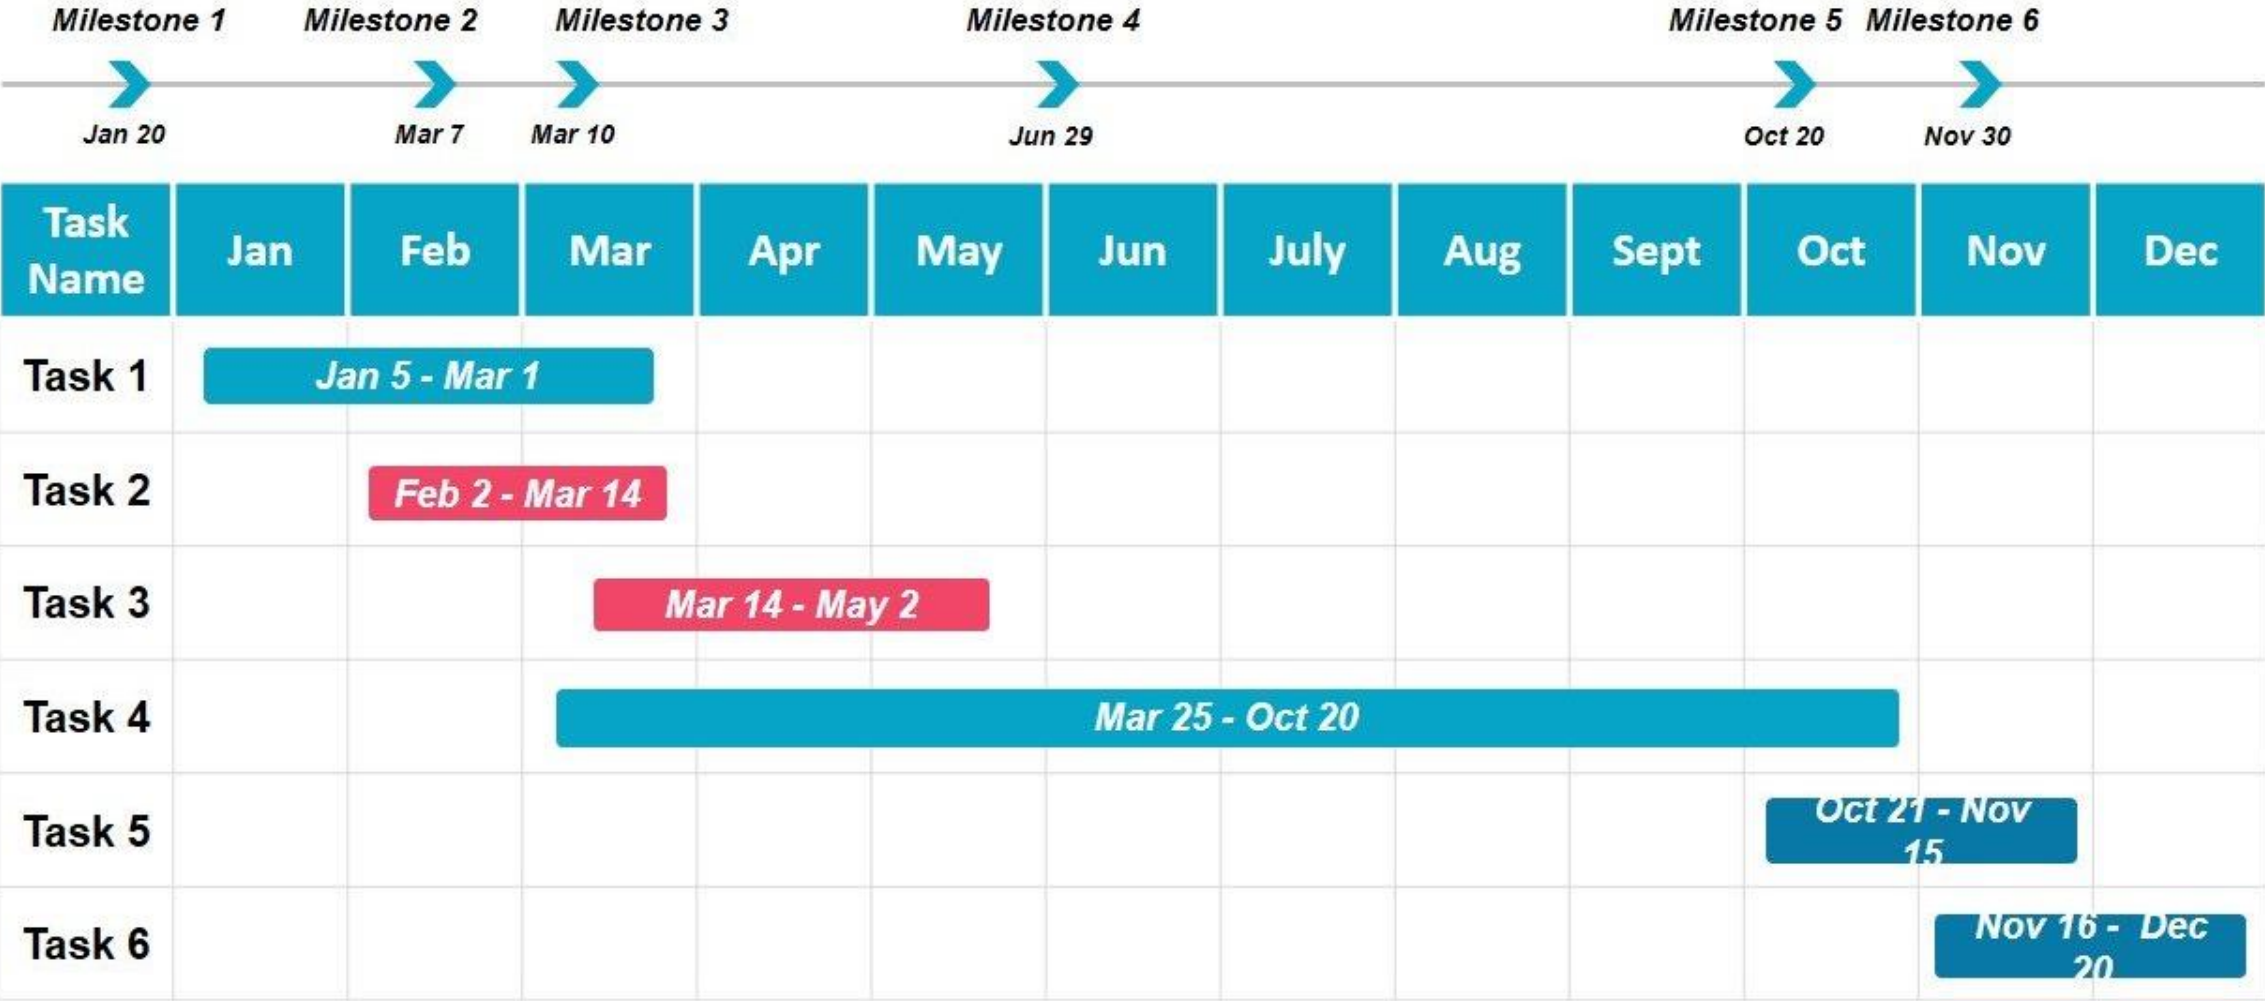 Milestone 1 Milestone 2 Milestone 3 Milestone 4 Milestone 5 Milestone 6
Jan 20 Mar 7 Mar 10 Jun 29 Oct 20 Nov 30
Task
Name
Jan Feb Mar Apr May Jun July Aug Sept Oct Nov Dec
Task 1
Jan 5 - Mar 1
Task 2
Feb 2 - Mar 14
Task 3
Mar 14 - May 2
Task 4
Mar 25 - Oct 20
Task 5
Oct 21 - Nov
15
Task 6
Nov 16 - Dec
20